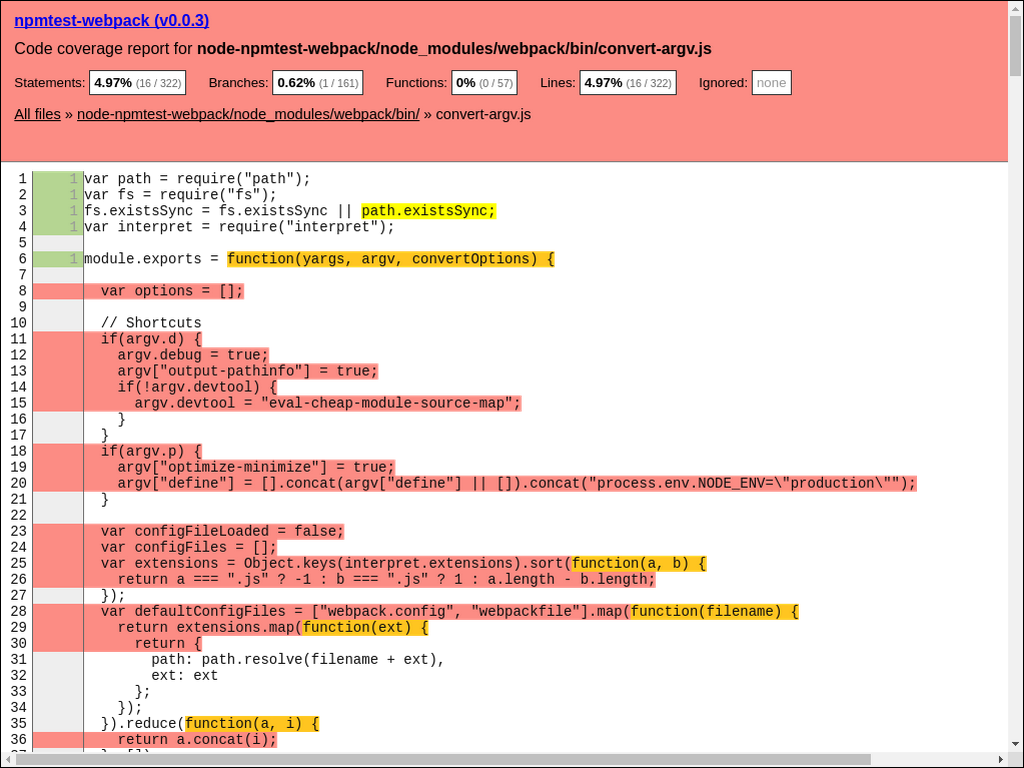 npmtest-webpack (v0.0.3)
Code coverage report for node-npmtest-webpack/node_modules/webpack/bin/convert-argv.js
Statements: 4.97% (16 / 322) Branches: 0.62% (1 / 161) Functions: 0% (0 / 57) Lines: 4.97% (16 / 322) Ignored: none
All files » node-npmtest-webpack/node_modules/webpack/bin/ » convert-argv.js
1 1 var path = require("path");
2 1 var fs = require("fs");
3 1 fs.existsSync = fs.existsSync || path.existsSync;
4 1 var interpret = require("interpret");
5
6 1 module.exports = function(yargs, argv, convertOptions) {
7
8 var options = [];
9
10 // Shortcuts
11 if(argv.d) {
12 argv.debug = true;
13 argv["output-pathinfo"] = true;
14 if(!argv.devtool) {
15 argv.devtool = "eval-cheap-module-source-map";
16 }
17 }
18 if(argv.p) {
19 argv["optimize-minimize"] = true;
20 argv["define"] = [].concat(argv["define"] || []).concat("process.env.NODE_ENV=\"production\"");
21 }
22
23 var configFileLoaded = false;
24 var configFiles = [];
25 var extensions = Object.keys(interpret.extensions).sort(function(a, b) {
26 return a === ".js" ? -1 : b === ".js" ? 1 : a.length - b.length;
27 });
28 var defaultConfigFiles = ["webpack.config", "webpackfile"].map(function(filename) {
29 return extensions.map(function(ext) {
30 return {
31 path: path.resolve(filename + ext),
32 ext: ext
33 };
34 });
35 }).reduce(function(a, i) {
36 return a.concat(i);